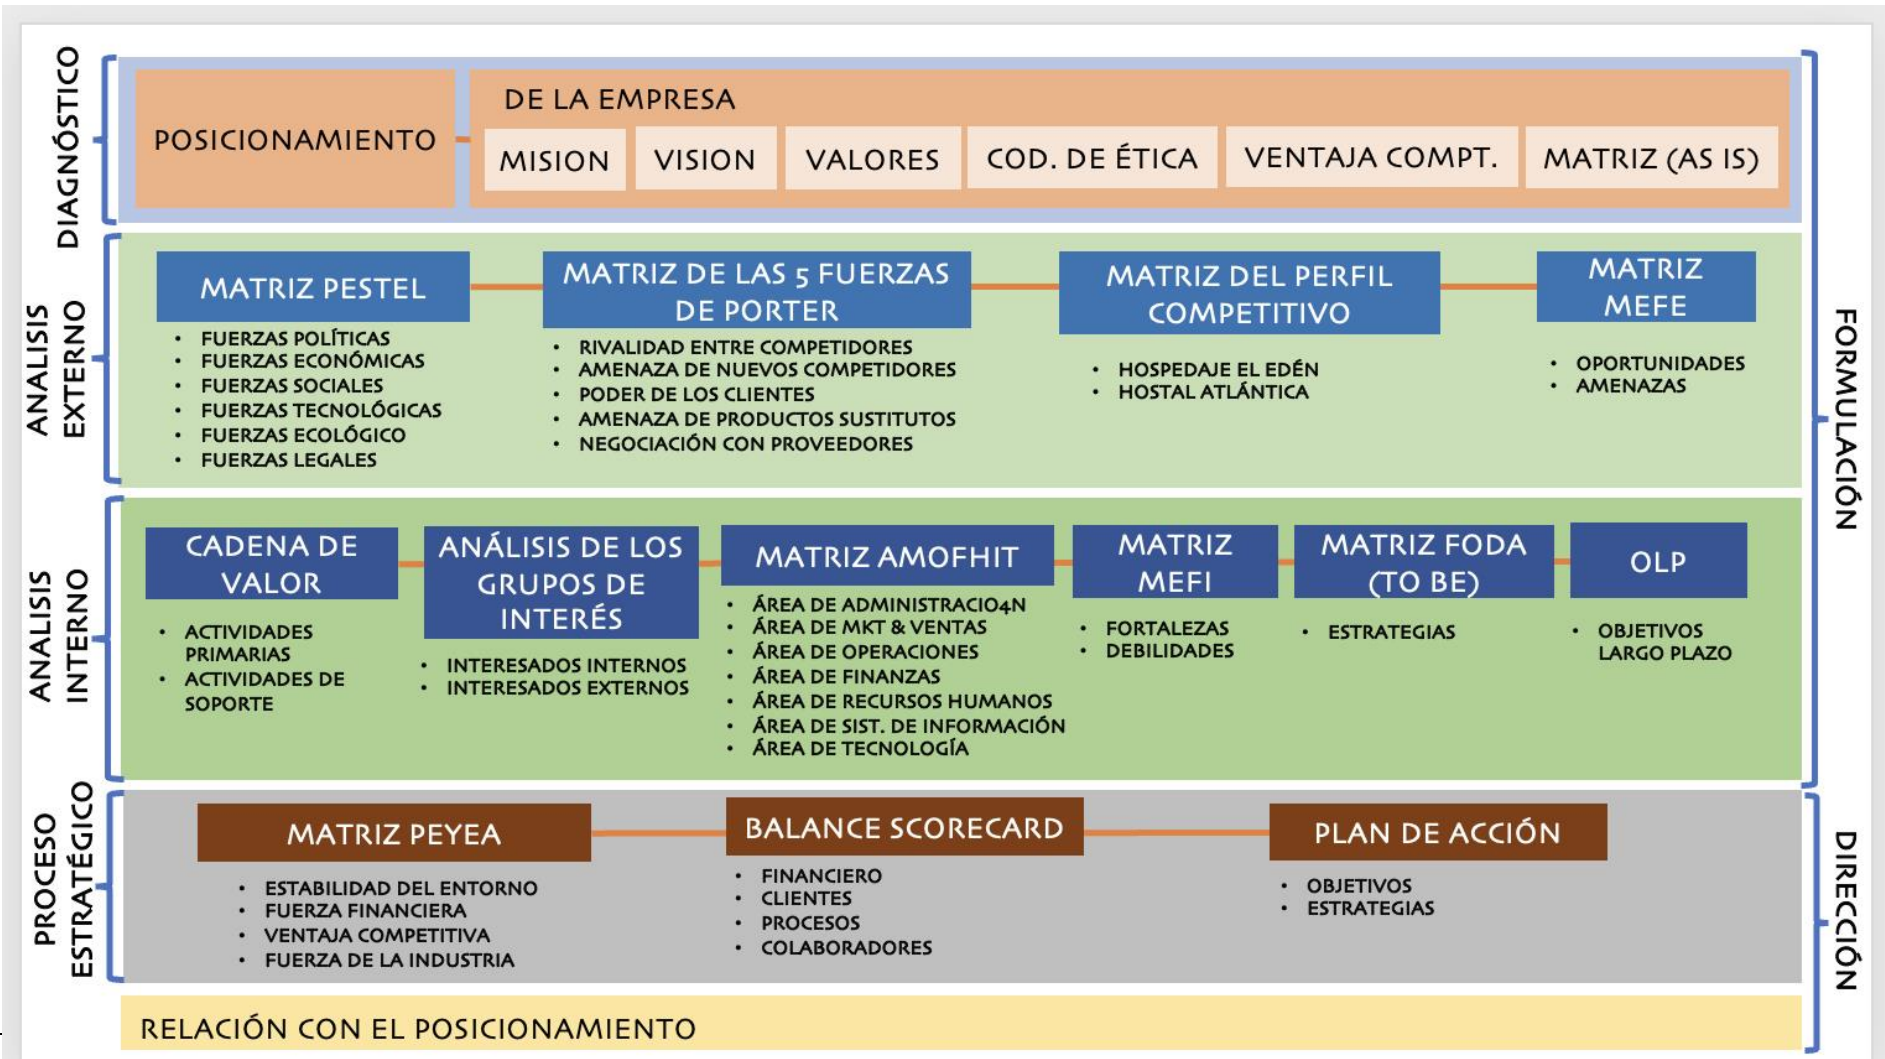 DIAGNÓSTICO
POSICIONAMIENTO
DE LA EMPRESA
MISION
VISION
VALORES
COD. DE ÉTICA
VENTAJA COMPT.
MATRIZ (AS IS)
FORMULACIÓN
ANALISIS
EXTERNO
MATRIZ PESTEL
• FUERZAS POLÍTICAS
• FUERZAS ECONÓMICAS
• FUERZAS SOCIALES
• FUERZAS TECNOLÓGICAS
• FUERZAS ECOLÓGICO
• FUERZAS LEGALES
MATRIZ DE LAS 5 FUERZAS
DE PORTER
• RIVALIDAD ENTRE COMPETIDORES
• AMENAZA DE NUEVOS COMPETIDORES
• PODER DE LOS CLIENTES
• AMENAZA DE PRODUCTOS SUSTITUTOS
• NEGOCIACIÓN CON PROVEEDORES
MATRIZ DEL PERFIL
COMPETITIVO
• HOSPEDAJE EL EDÉN
• HOSTAL ATLÁNTICA
MATRIZ
MEFE
• OPORTUNIDADES
• AMENAZAS
ANALISIS
INTERNO
CADENA DE
VALOR
• ACTIVIDADES
PRIMARIAS
• ACTIVIDADES DE
SOPORTE
ANÁLISIS DE LOS
GRUPOS DE
INTERÉS
• INTERESADOS INTERNOS
• INTERESADOS EXTERNOS
MATRIZ AMOFHIT
• ÁREA DE ADMINISTRACIO4N
• ÁREA DE MKT & VENTAS
• ÁREA DE OPERACIONES
• ÁREA DE FINANZAS
• ÁREA DE RECURSOS HUMANOS
• ÁREA DE SIST. DE INFORMACIÓN
• ÁREA DE TECNOLOGÍA
MATRIZ
MEFI
• FORTALEZAS
• DEBILIDADES
MATRIZ FODA
(TO BE)
• ESTRATEGIAS
OLP
• OBJETIVOS
LARGO PLAZO
PROCESO
ESTRATÉGICO
MATRIZ PEYEA
• ESTABILIDAD DEL ENTORNO
• FUERZA FINANCIERA
• VENTAJA COMPETITIVA
• FUERZA DE LA INDUSTRIA
BALANCE SCORECARD
• FINANCIERO
• CLIENTES
• PROCESOS
• COLABORADORES
PLAN DE ACCIÓN
• OBJETIVOS
• ESTRATEGIAS
DIRECCIÓN
RELACIÓN CON EL POSICIONAMIENTO